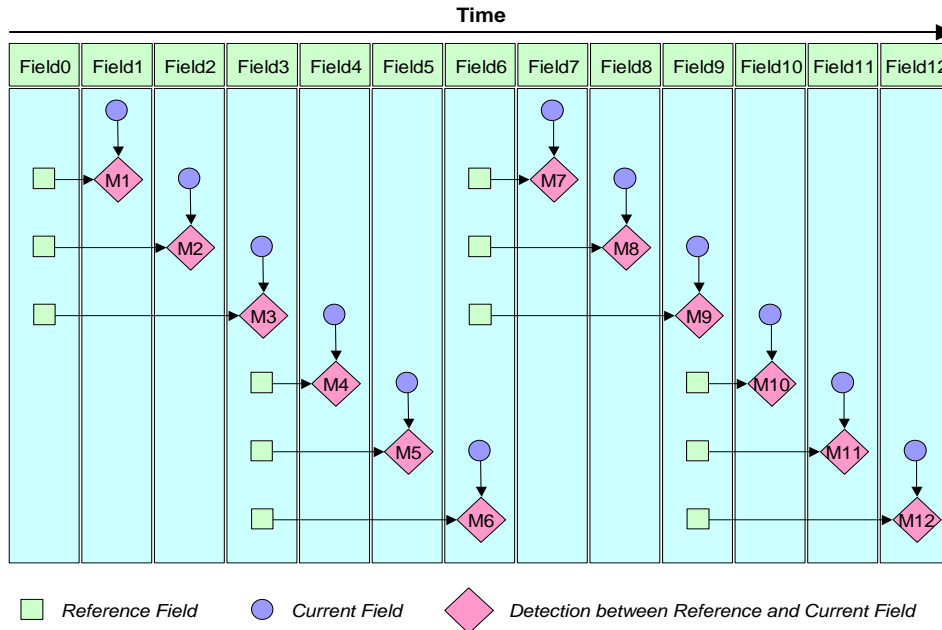 Time
Field0 Field1 Field2 Field3 Field4 Field5 Field6 Field7 Field8 Field9 Field10 Field11 Field12
M1 M7
M2 M8
M3 M9
M4 M10
M5 M11
M6 M12
Reference Field Current Field Detection between Reference and Current Field